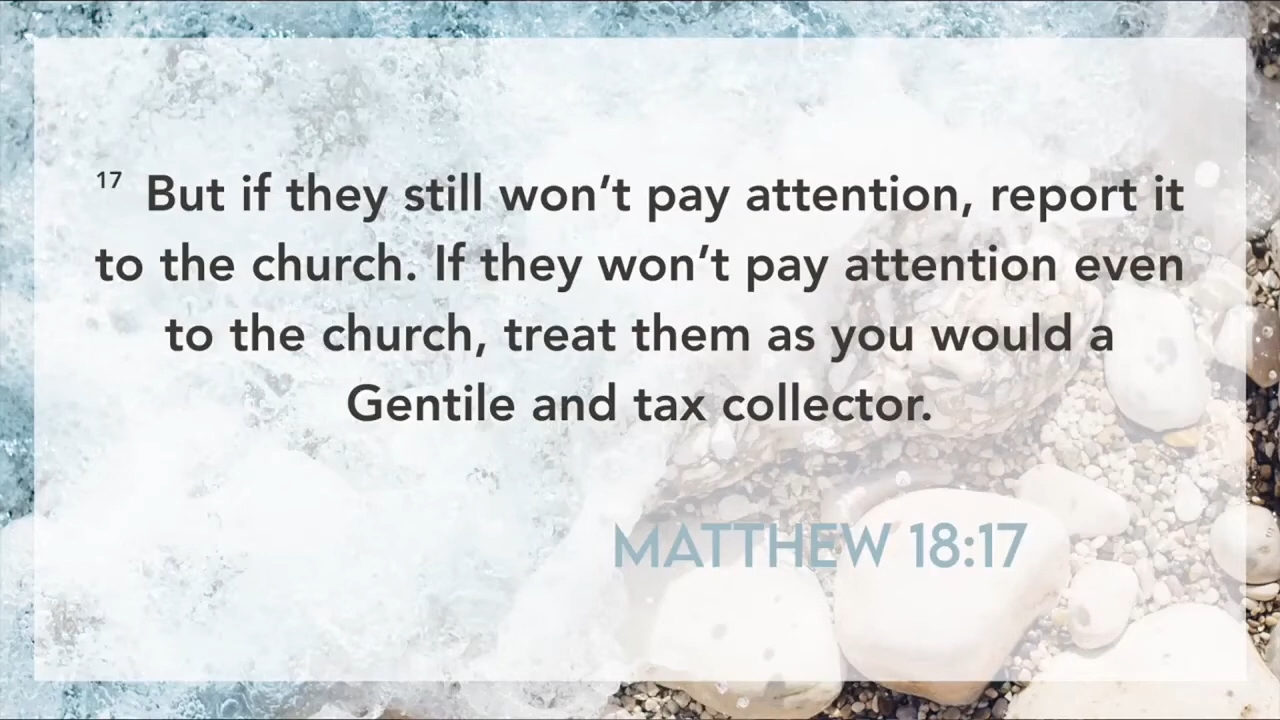 17 But if they still won’t pay attention, report it
to the church. If they won’t pay attention even
to the church, treat them as you would a
Gentile and tax collector.
MATTHEW 18:17